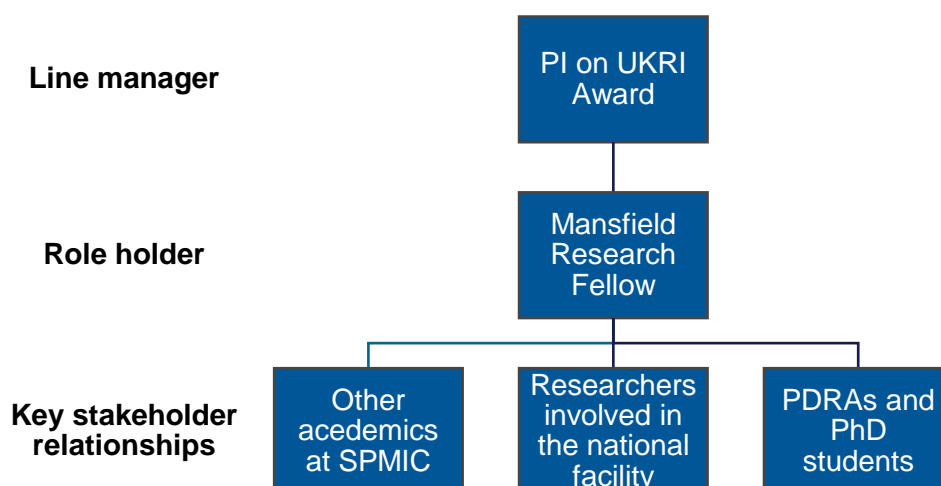 Line manager
PI on UKRI
Award
Role holder
Mansfield
Research
Fellow
Key stakeholder
relationships
Other
acedemics
at SPMIC
Researchers
involved in
the national
facility
PDRAs and
PhD
students